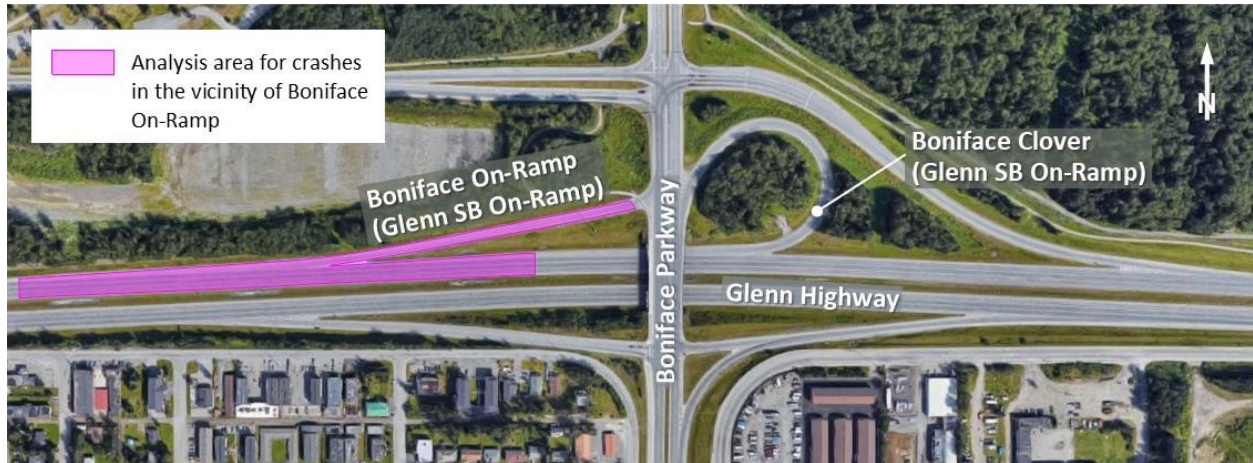 Analysis area for crashes
in the vicinity of Boniface
On-Ramp
N
Boniface On-Ramp
(Glenn SB On-Ramp)
Boniface Clover
(Glenn SB On-Ramp)
Boniface Parkway
Glenn Highway